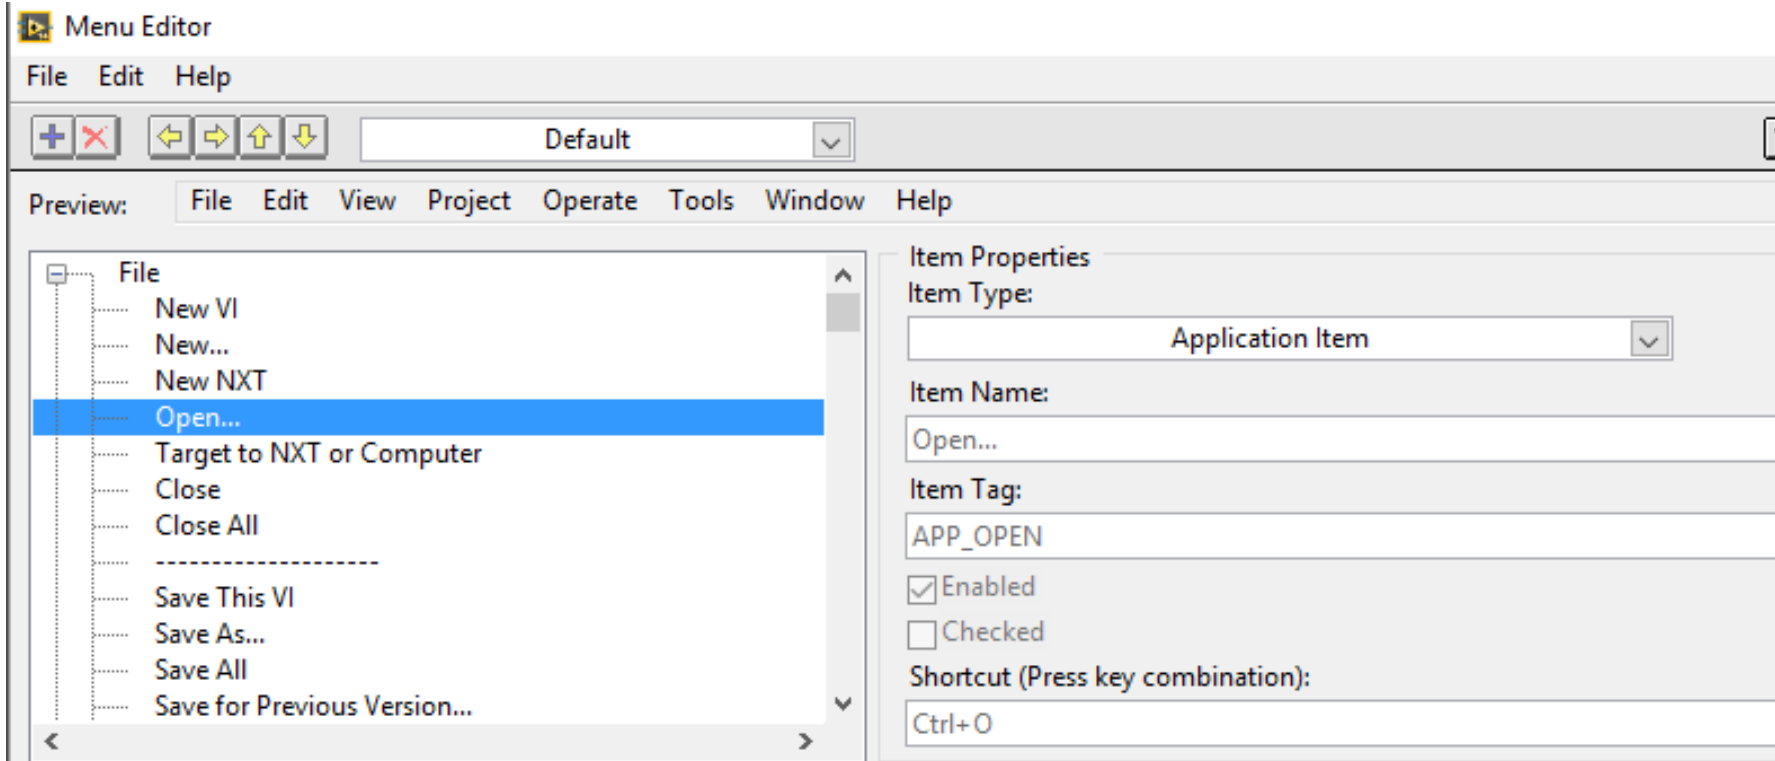 Menu Editor
File Edit Help
Default
Preview: File Edit View Project Operate Tools Window Help
File
New VI
New...
New NXT
Open...
Target to NXT or Computer
Close
Close All
--------------------
Save This VI
Save As...
Save All
Save for Previous Version...
Item Properties
Item Type:
Application Item
Item Name:
Open...
Item Tag:
APP_OPEN
Enabled
Checked
Shortcut (Press key combination):
Ctrl+O